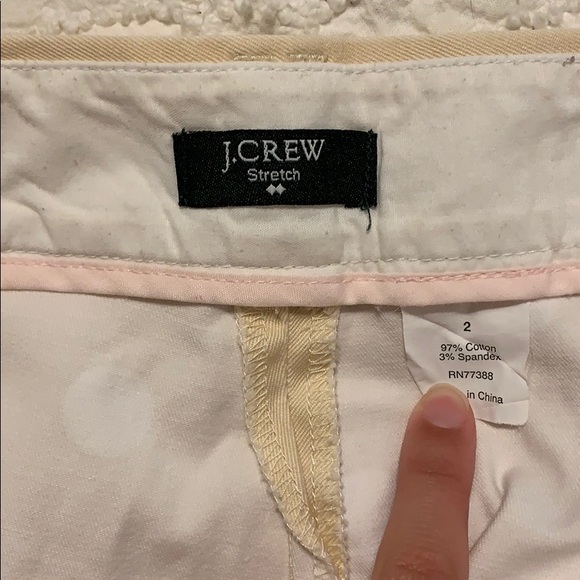 J.CREW
Stretch
2
97% Cotton
3% Spandex
RN77388
in China